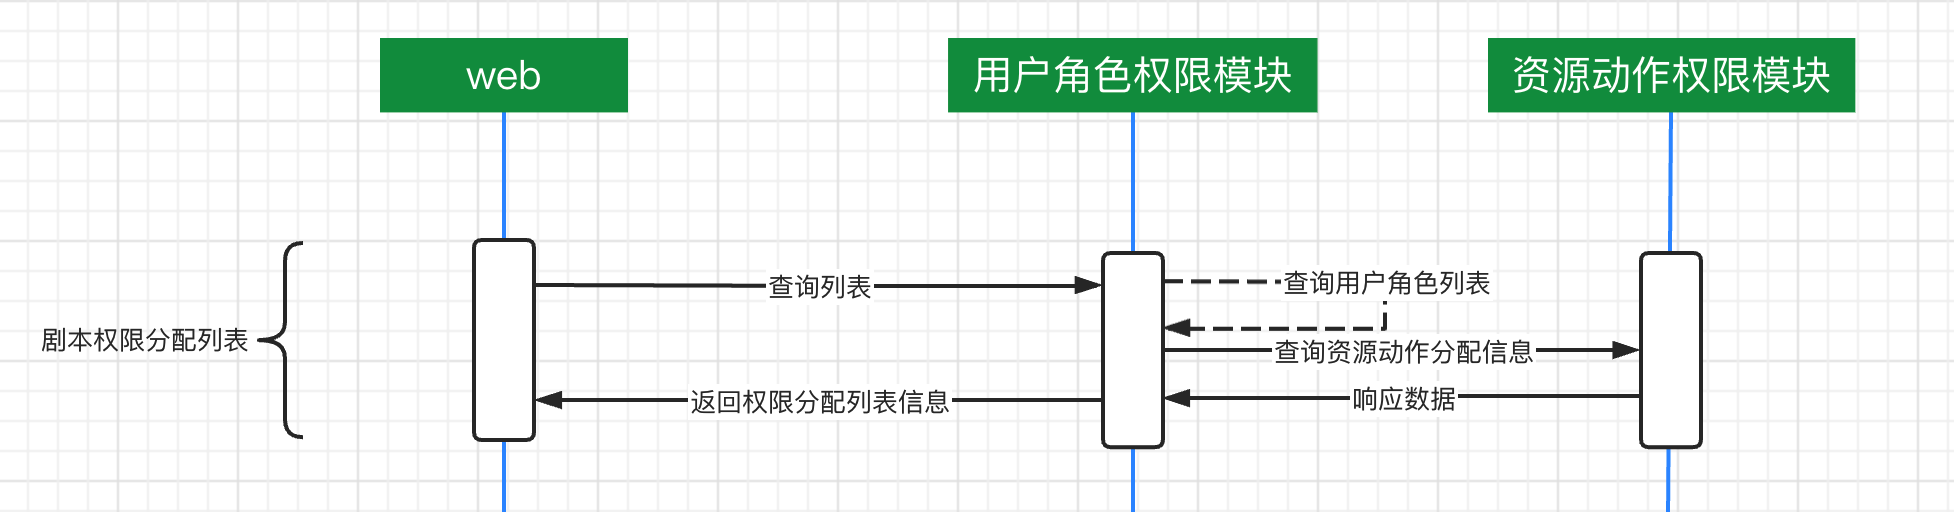 web
用户角色权限模块
资源动作权限模块
查询列表
查询用户角色列表
剧本权限分配列表
查询资源动作分配信息
返回权限分配列表信息
响应数据